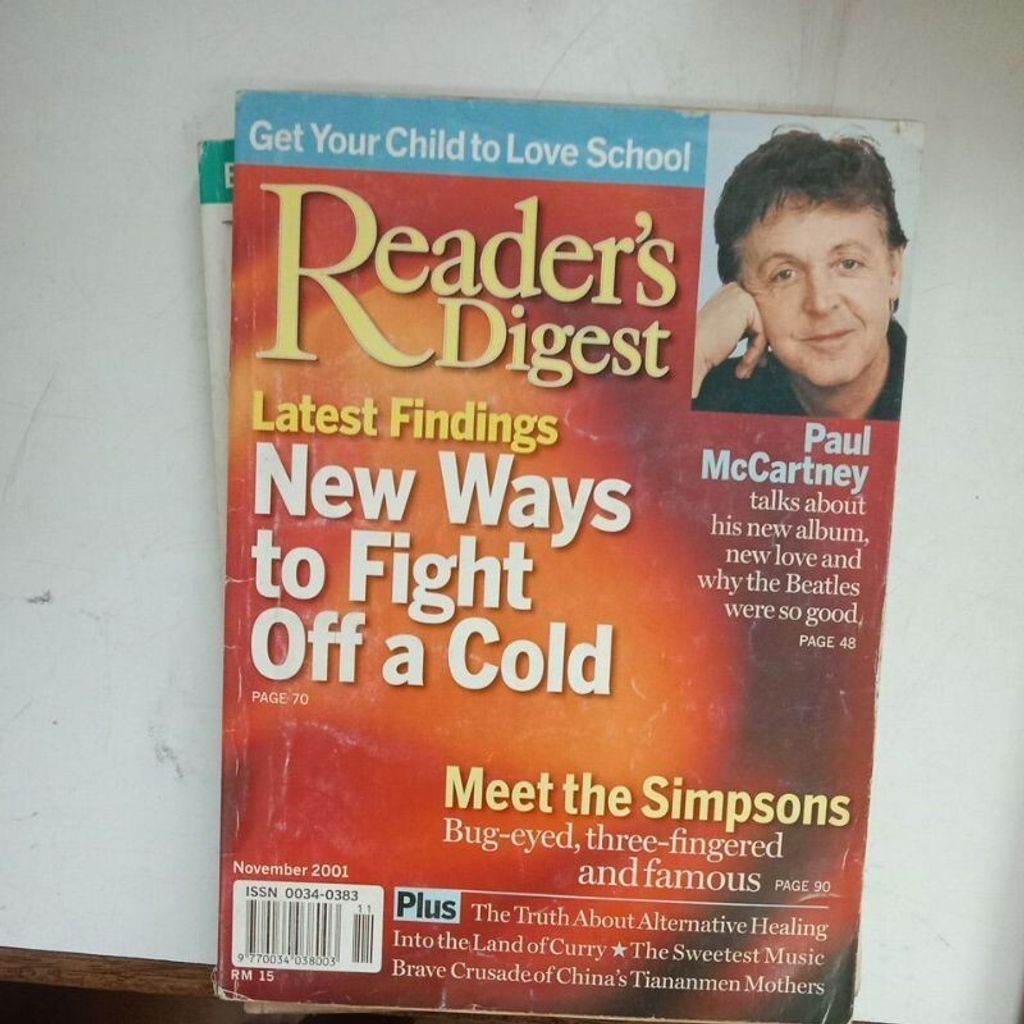 Get Your Child to Love School
Reader's
Digest
Latest Findings
New Ways
to Fight
Off a Cold
PAGE 70
Paul
McCartney
talks about
his new album,
new love and
why the Beatles
were so good.
PAGE 48
Meet the Simpsons
Bug-eyed, three-fingered
and famous PAGE 90
November 2001
ISSN 0034-0383
11
9 770034 038003
RM 15
Plus The Truth About Alternative Healing
Into the Land of Curry ★ The Sweetest Music
Brave Crusade of China's Tiananmen Mothers